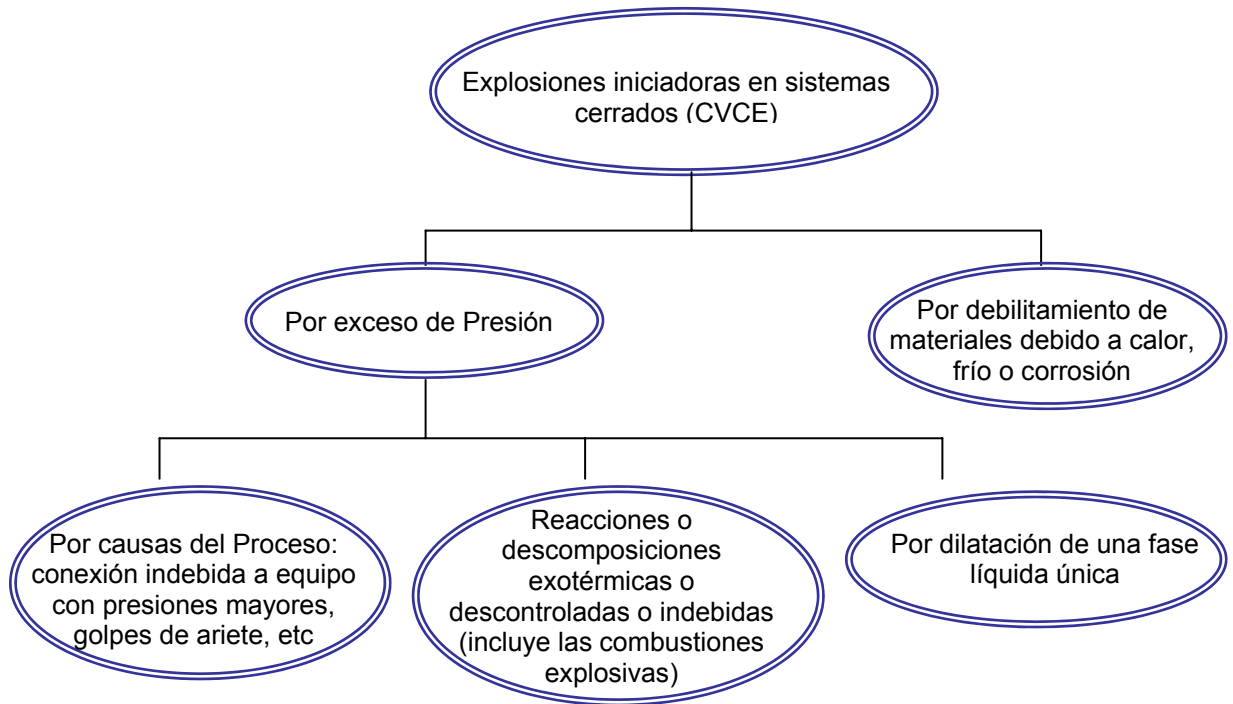 Explosiones iniciadoras en sistemas
cerrados (CVCE)
Por exceso de Presión
Por debilitamiento de
materiales debido a calor,
frío o corrosión
Por causas del Proceso:
conexión indebida a equipo
con presiones mayores,
golpes de ariete, etc
Reacciones o
descomposiciones
exotérmicas o
descontroladas o indebidas
(incluye las combustiones
explosivas)
Por dilatación de una fase
líquida única